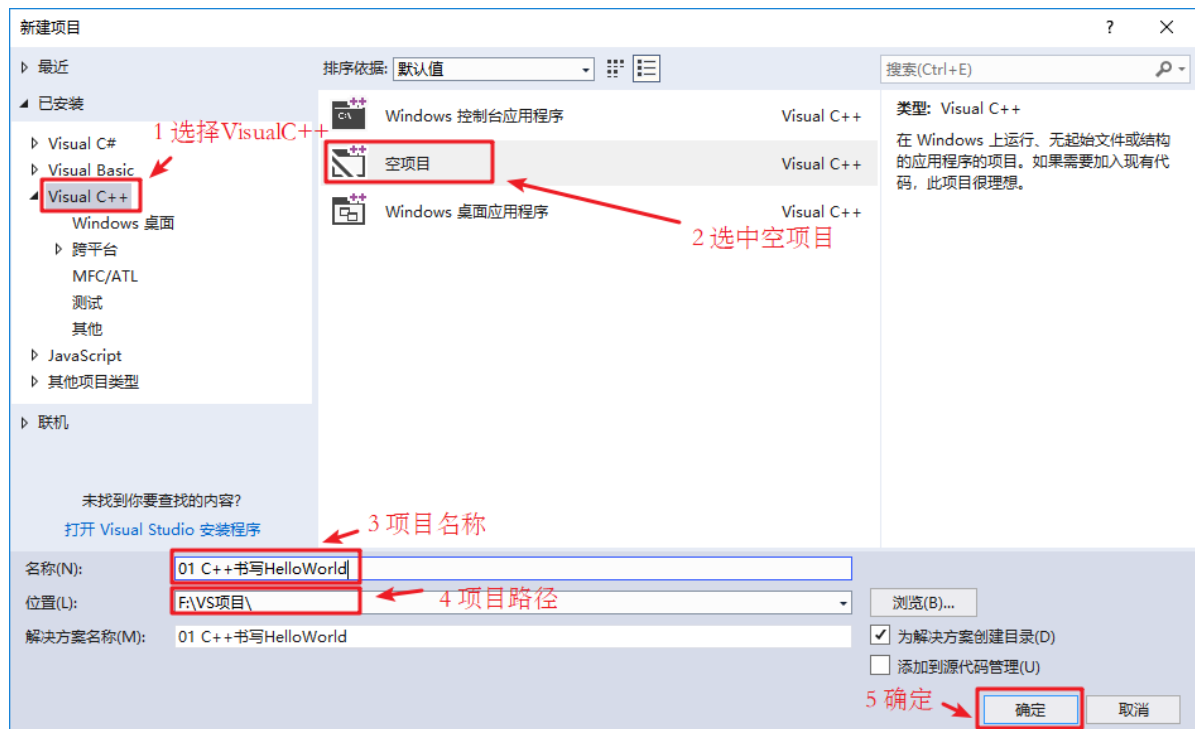 新建项目
?
最近
排序依据: 默认值
搜索(Ctrl+E)
已安装
1 选择VisualC++
Visual C#
Visual Basic
Visual C++
Windows 桌面
跨平台
MFC/ATL
测试
其他
JavaScript
其他项目类型
联机
未找到你要查找的内容?
打开 Visual Studio 安装程序
C:\
Windows 控制台应用程序 Visual C++
空项目 Visual C++
Windows 桌面应用程序 Visual C++
2 选中空项目
类型: Visual C++
在 Windows 上运行、无起始文件或结构
的应用程序的项目。如果需要加入现有代
码，此项目很理想。
3 项目名称
名称(N): 01 C++书写HelloWorld
位置(L): F:\VS项目\
4 项目路径
浏览(B)...
解决方案名称(M): 01 C++书写HelloWorld
为解决方案创建目录(D)
添加到源代码管理(U)
5 确定
确定
取消